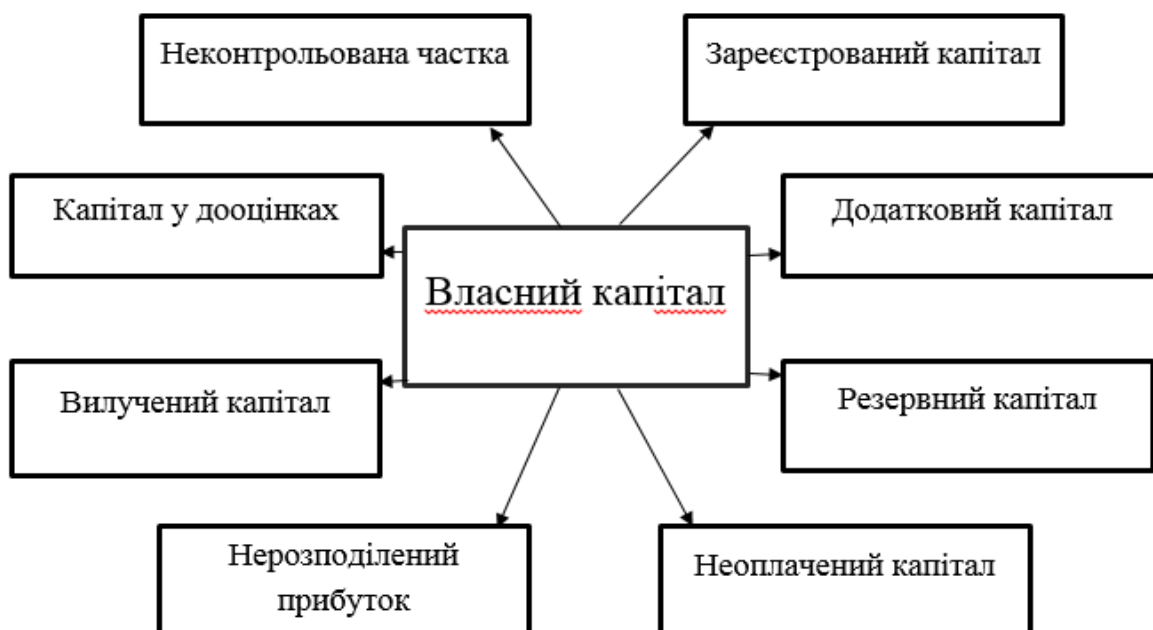 Неконтрольована частка
Зареєстрований капітал
Капітал у дооцінках
Додатковий капітал
Власний капітал
Вилучений капітал
Резервний капітал
Нерозподілений
прибуток
Неоплачений капітал